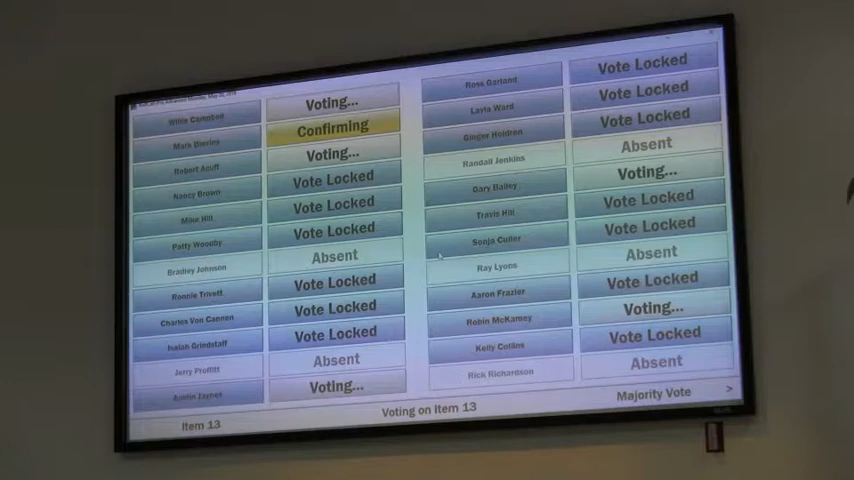 Willie Campbell Voting...
Mark Blevins Confirming
Robert Acuff Voting...
Nancy Brown Vote Locked
Mike Hill Vote Locked
Patty Woodby Vote Locked
Bradley Johnson Absent
Ronnie Trivett Vote Locked
Charles Von Cannon Vote Locked
Isaiah Grindstaff Vote Locked
Jerry Proffitt Absent
Austin Jaynes Voting...
Ross Garland Vote Locked
Layla Ward Vote Locked
Ginger Holdren Vote Locked
Randall Jenkins Absent
Gary Bailey Voting...
Travis Hill Vote Locked
Sonja Culler Vote Locked
Ray Lyons Absent
Aaron Frazier Vote Locked
Robin McKamey Voting...
Kelly Collins Vote Locked
Rick Richardson Absent
Item 13 Voting on Item 13 Majority Vote >